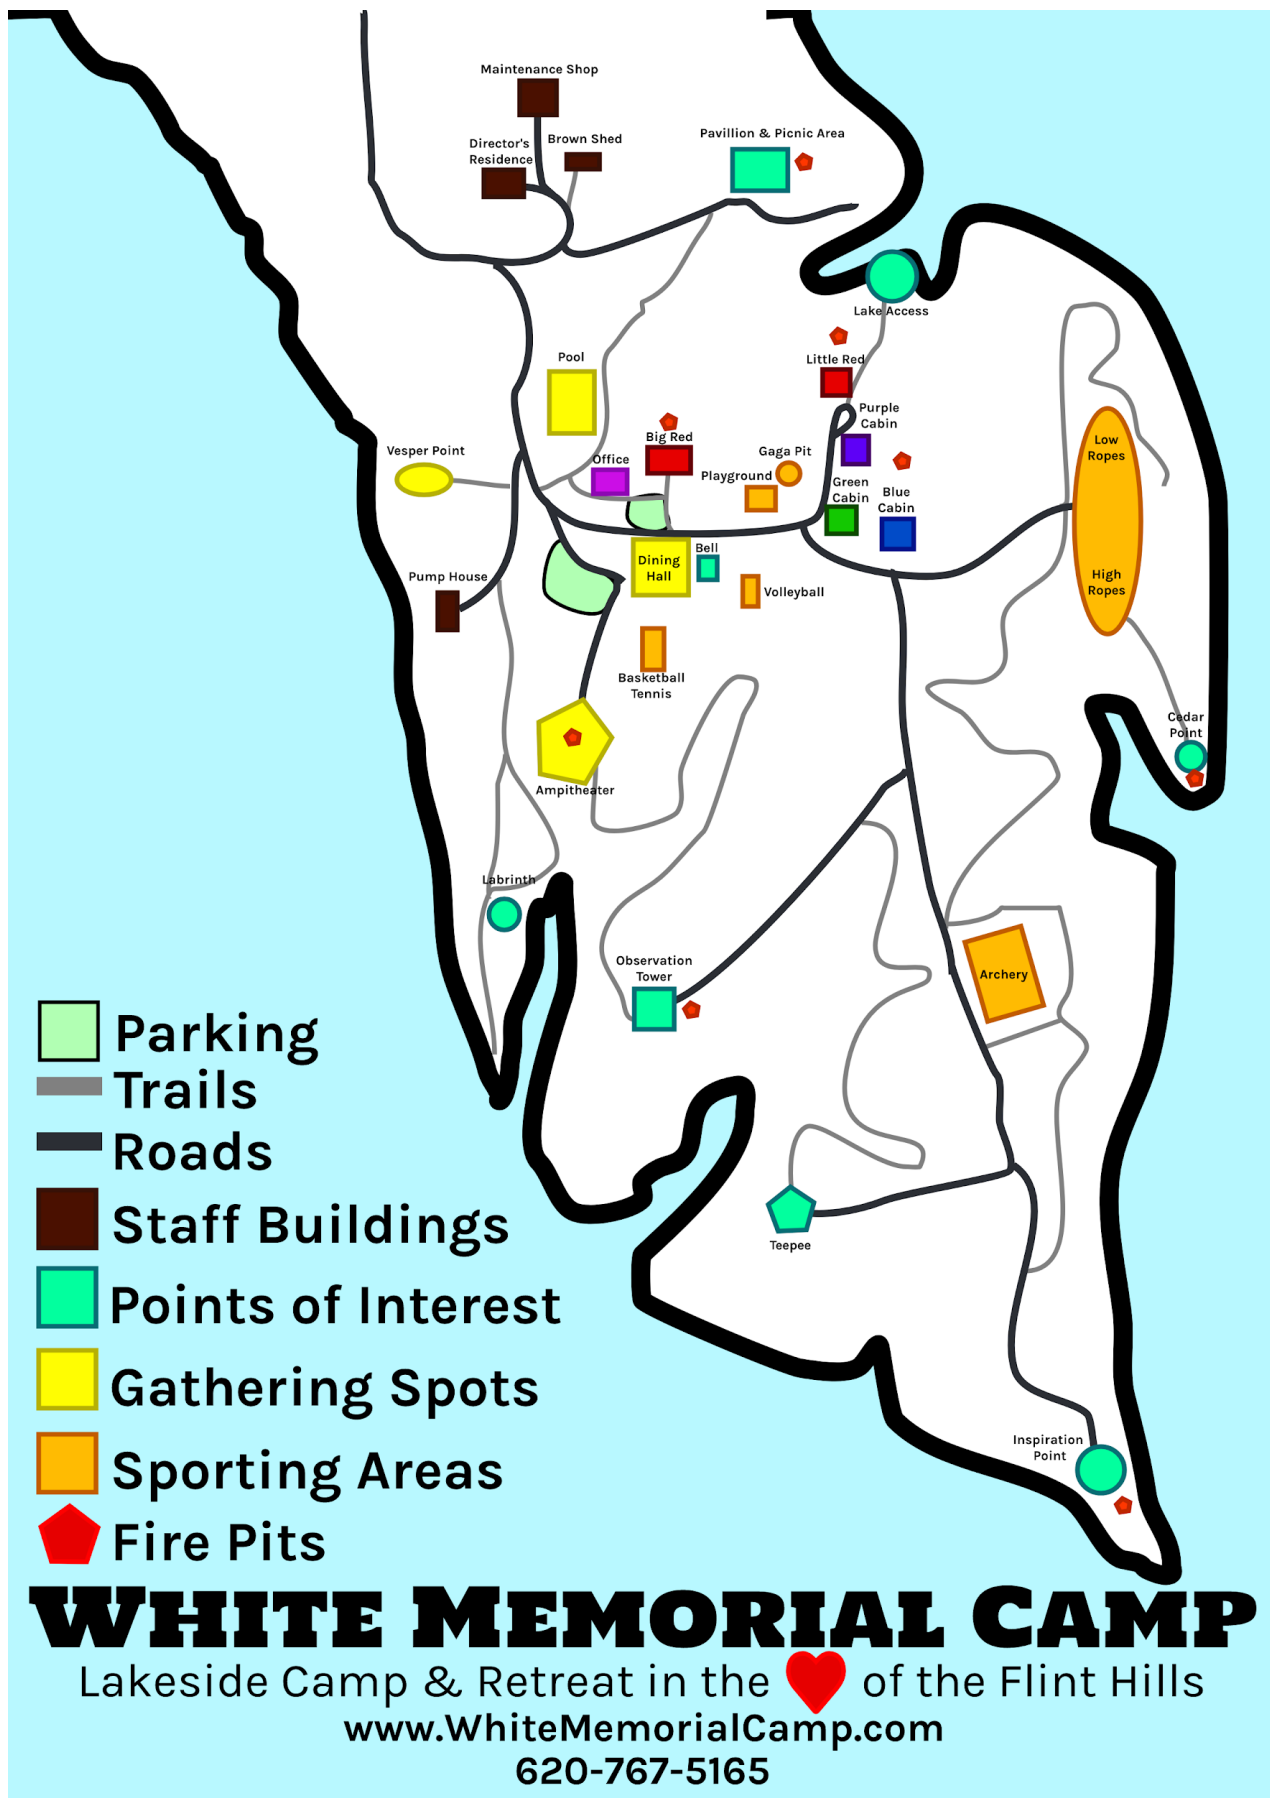 Maintenance Shop
Director's
Residence
Brown Shed
Pavillion & Picnic Area
Lake Access
Pool
Little Red
Purple
Cabin
Vesper Point
Office
Big Red
Gaga Pit
Playground
Green
Cabin
Blue
Cabin
Low
Ropes
High
Ropes
Pump House
Dining
Hall
Bell
Volleyball
Basketball
Tennis
Cedar
Point
Ampitheater
Labrinth
Observation
Tower
Archery
Teepee
Inspiration
Point
Parking
Trails
Roads
Staff Buildings
Points of Interest
Gathering Spots
Sporting Areas
Fire Pits
White Memorial Camp
Lakeside Camp & Retreat in the of the Flint Hills
www.WhiteMemorialCamp.com
620-767-5165